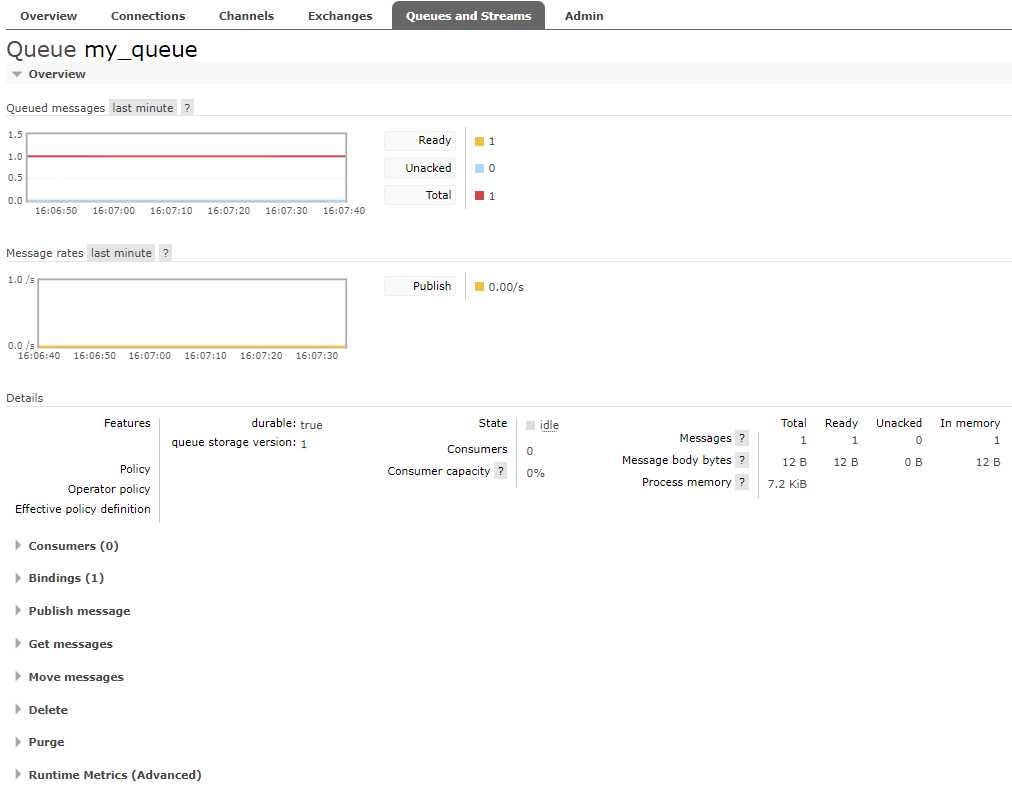 Overview Connections Channels Exchanges Queues and Streams Admin
Queue my_queue
Overview
Queued messages last minute ?
1.5
1.0
0.5
0.0
16:06:50 16:07:00 16:07:10 16:07:20 16:07:30 16:07:40
Ready 1
Unacked 0
Total 1
Message rates last minute ?
1.0 /s
0.0 /s
16:06:40 16:06:50 16:07:00 16:07:10 16:07:20 16:07:30
Publish 0.00/s
Details
Features durable: true
queue storage version: 1
Policy
Operator policy
Effective policy definition
State idle
Consumers 0
Consumer capacity ? 0%
Total Ready Unacked In memory
Messages ? 1 1 0 1
Message body bytes ? 12 B 12 B 0 B 12 B
Process memory ? 7.2 KiB
Consumers (0)
Bindings (1)
Publish message
Get messages
Move messages
Delete
Purge
Runtime Metrics (Advanced)